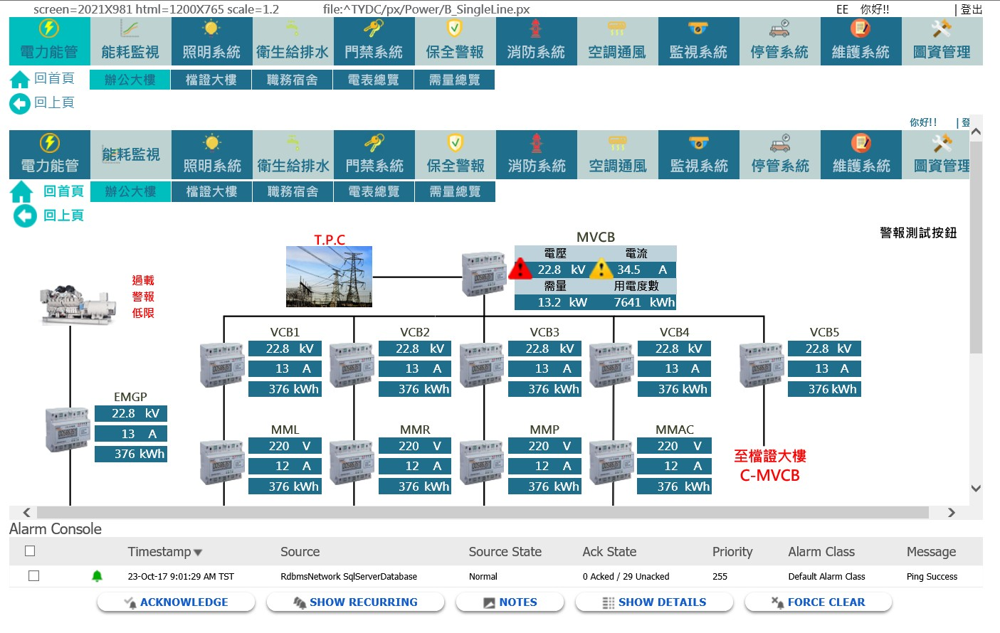 screen=2021X981 html=1200X765 scale=1.2 file:^TYDC/px/Power/B_SingleLine.px EE 你好!! | 登出
電力能管 能耗監視 照明系統 衛生給排水 門禁系統 保全警報 消防系統 空調通風 監視系統 停管系統 維護系統 圖資管理
回首頁 辦公大樓 檔證大樓 職務宿舍 電表總覽 需量總覽
回上頁
你好!! | 登
電力能管 能耗監視 照明系統 衛生給排水 門禁系統 保全警報 消防系統 空調通風 監視系統 停管系統 維護系統 圖資管理
回首頁 辦公大樓 檔證大樓 職務宿舍 電表總覽 需量總覽
回上頁
警報測試按鈕
T.P.C MVCB
電壓 電流
22.8 kV 34.5 A
需量 用電度數
13.2 kW 7641 kWh
過載
警報
低限
VCB1 VCB2 VCB3 VCB4 VCB5
22.8 kV 22.8 kV 22.8 kV 22.8 kV 22.8 kV
13 A 13 A 13 A 13 A 13 A
376 kWh 376 kWh 376 kWh 376 kWh 376 kWh
EMGP
22.8 kV
13 A
376 kWh
MML MMR MMP MMAC
220 V 220 V 220 V 220 V
12 A 12 A 12 A 12 A
376 kWh 376 kWh 376 kWh 376 kWh
至檔證大樓
C-MVCB
Alarm Console
Timestamp Source Source State Ack State Priority Alarm Class Message
23-Oct-17 9:01:29 AM TST RdbmsNetwork SqlServerDatabase Normal 0 Acked / 29 Unacked 255 Default Alarm Class Ping Success
ACKNOWLEDGE SHOW RECURRING NOTES SHOW DETAILS FORCE CLEAR